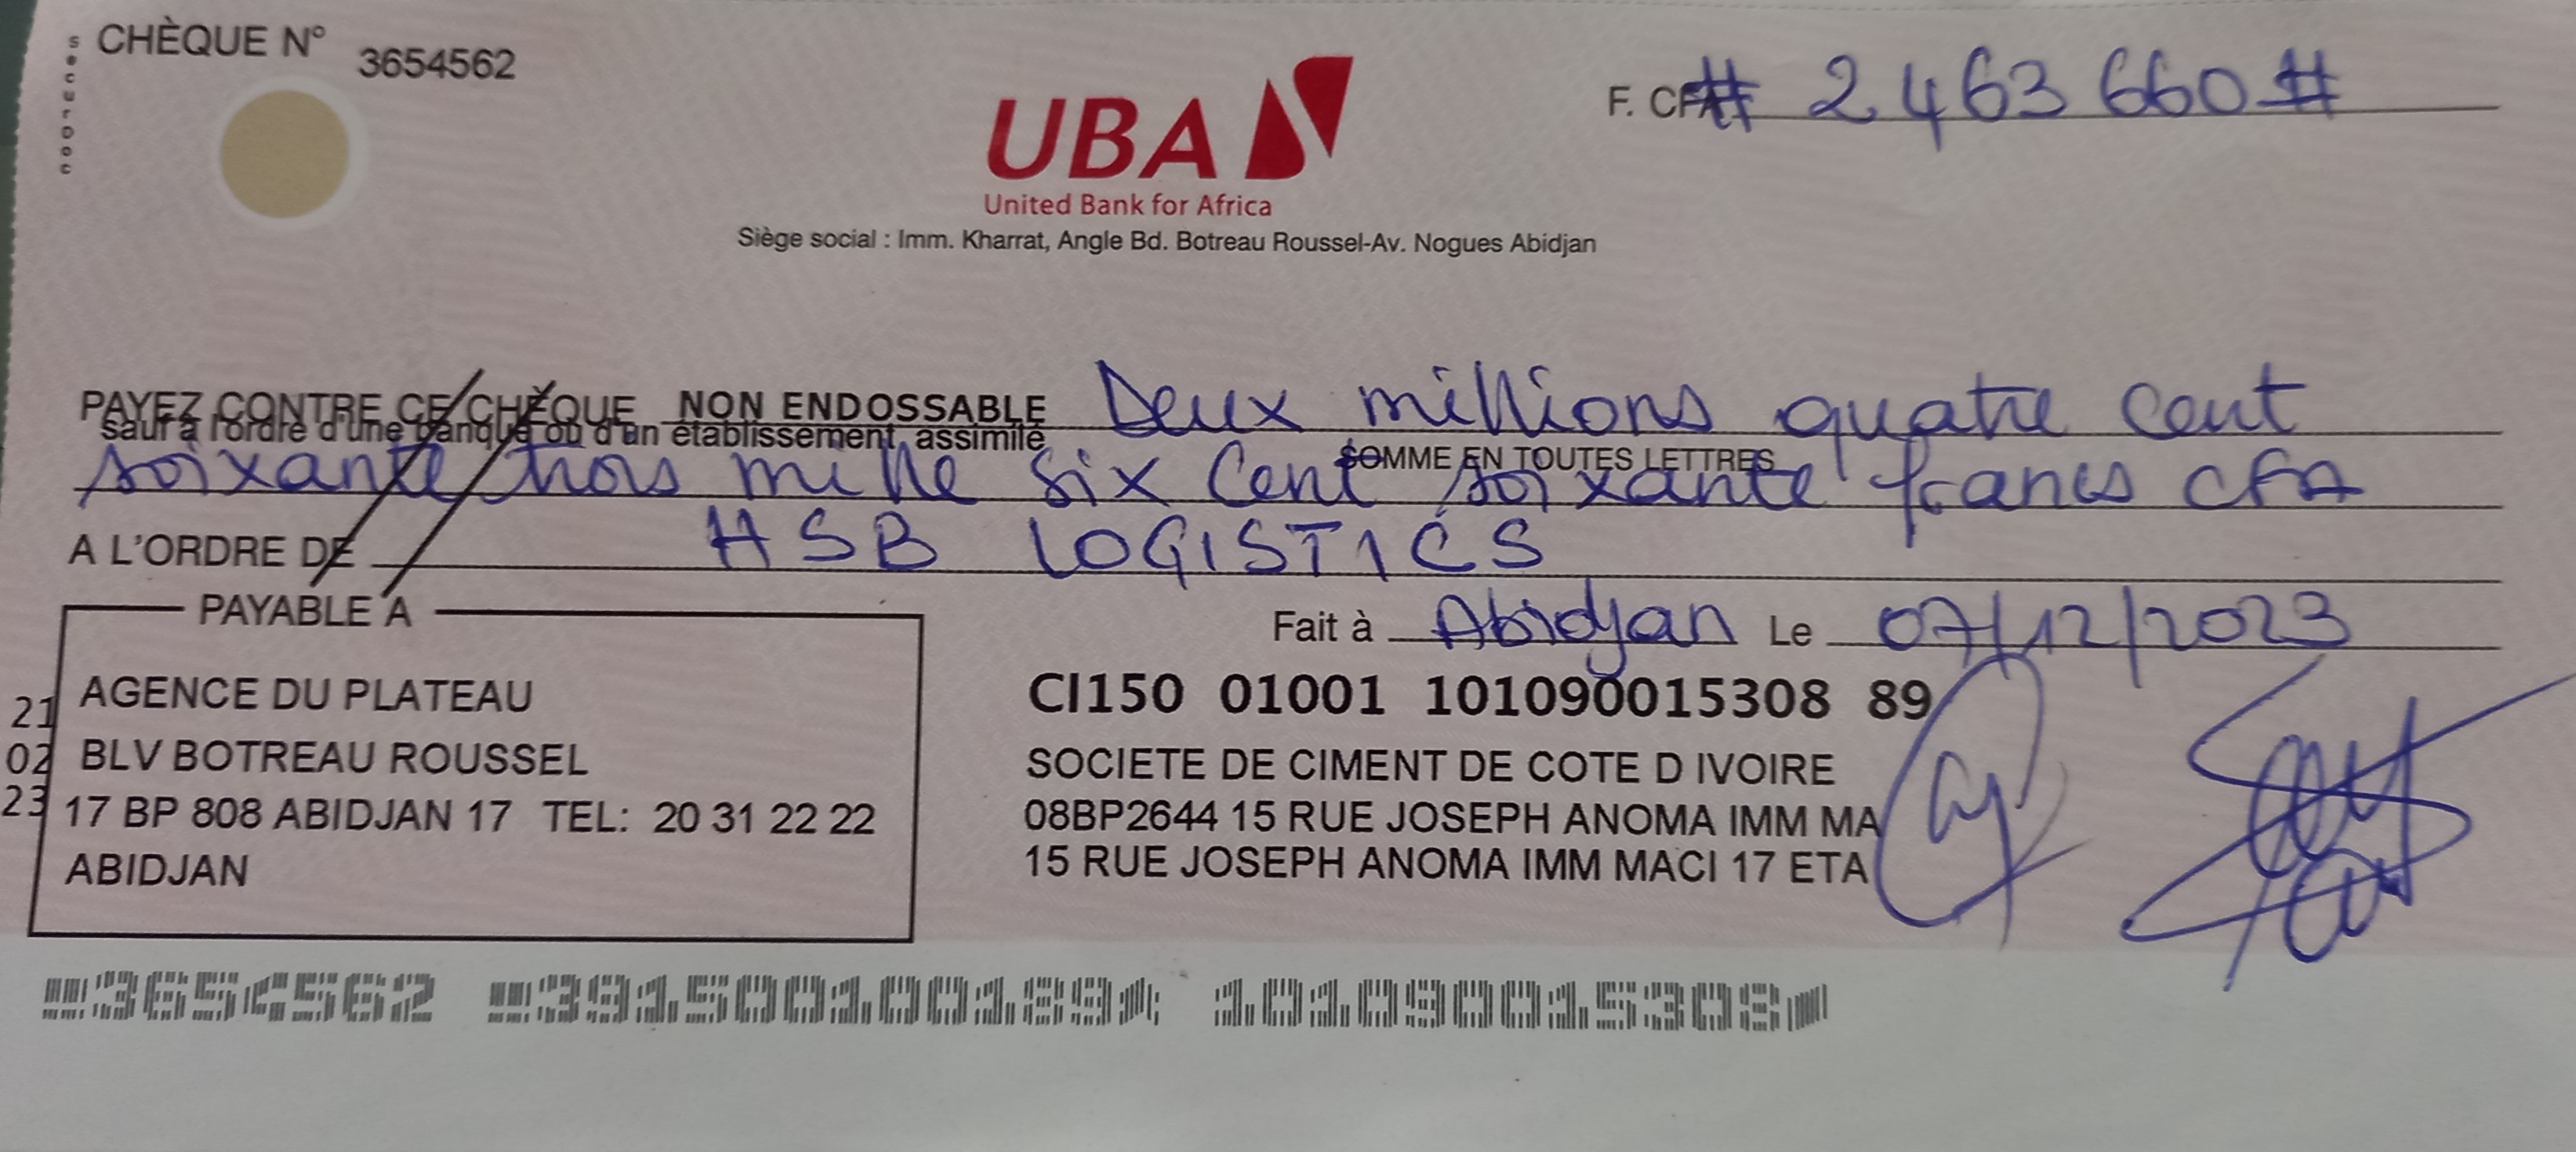 securdoc
CHÈQUE N° 3654562
F. CFA # 2 463 660 #
UBA
United Bank for Africa
Siège social : Imm. Kharrat, Angle Bd. Botreau Roussel-Av. Nogues Abidjan
PAYEZ CONTRE CE CHÈQUE NON ENDOSSABLE Deux millions quatre cent
sauf à l'ordre d'une banque ou d'un établissement assimilé
SOMME EN TOUTES LETTRES
soixante trois mille six cent soixante francs CFA
A L'ORDRE DE HSB LOGISTICS
PAYABLE A
Fait à Abidjan Le 07/12/2023
AGENCE DU PLATEAU
BLV BOTREAU ROUSSEL
17 BP 808 ABIDJAN 17 TEL: 20 31 22 22
ABIDJAN
21
02
23
CI150 01001 101090015308 89
SOCIETE DE CIMENT DE COTE D IVOIRE
08BP2644 15 RUE JOSEPH ANOMA IMM MA
15 RUE JOSEPH ANOMA IMM MACI 17 ETA
3654562 391500100189 101090015308